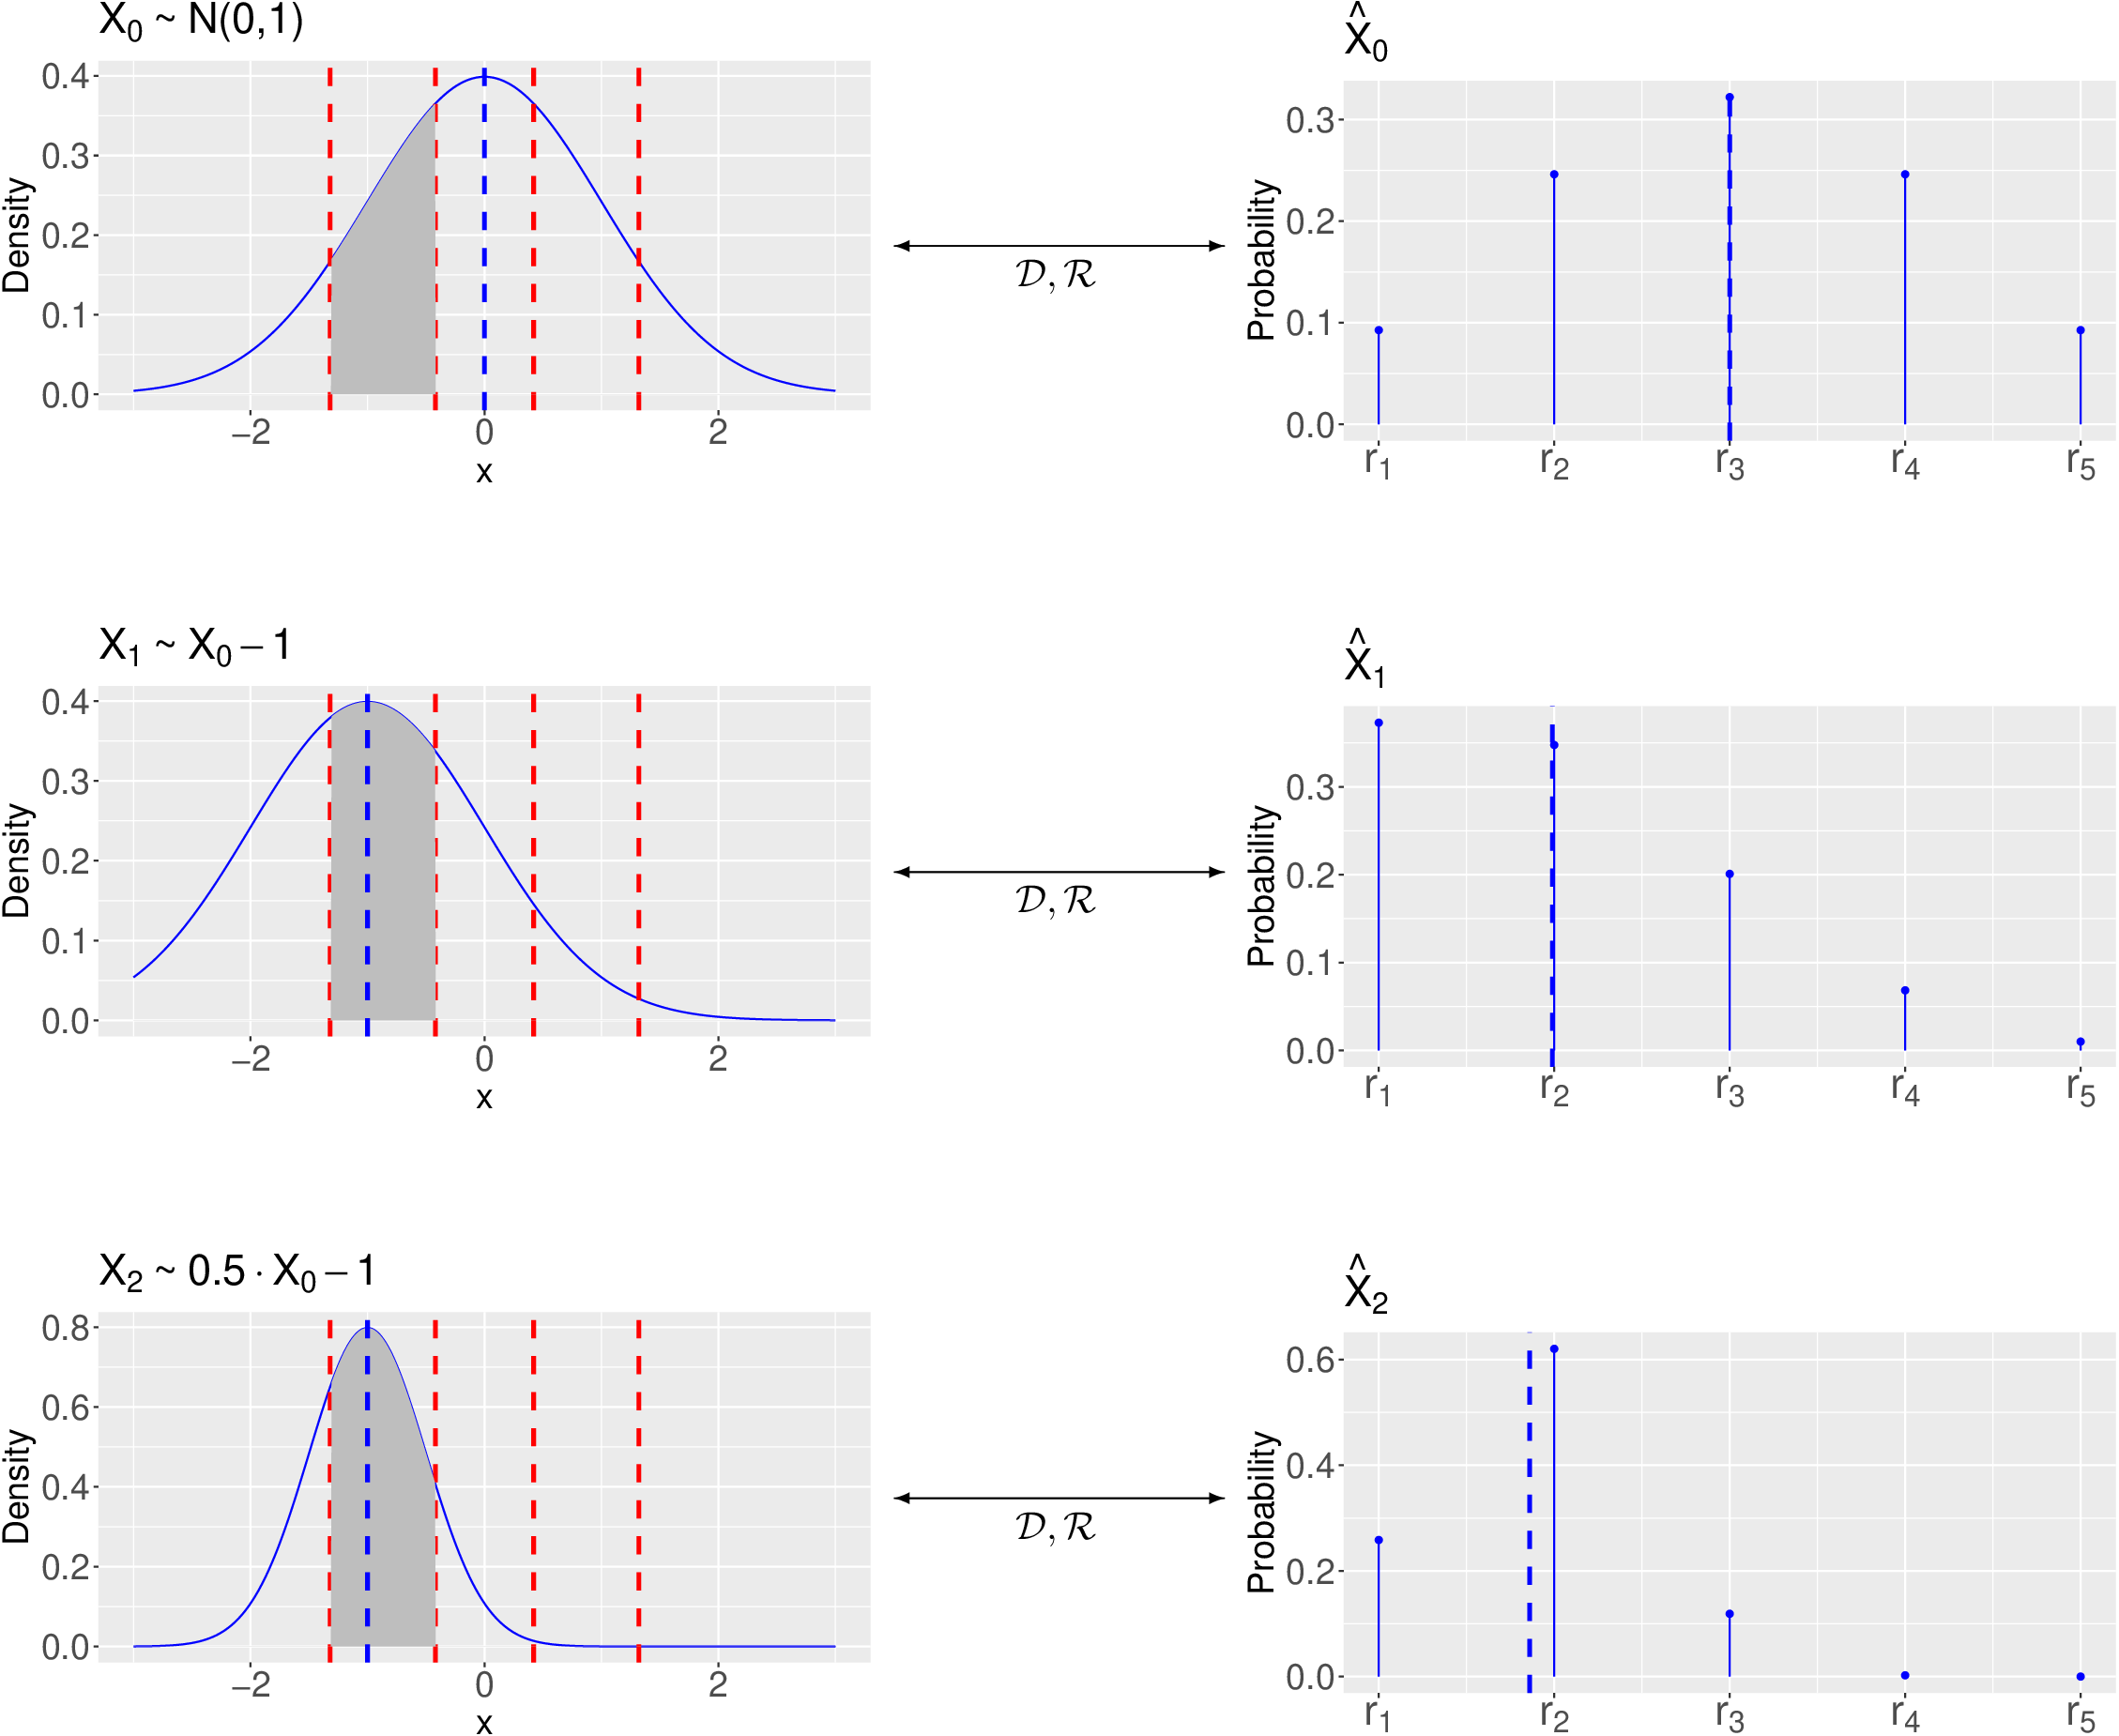 X₀ ~ N(0,1)
Density
0.4
0.3
0.2
0.1
0.0
−2 0 2
x
𝒟, ℛ
X̂₀
Probability
0.3
0.2
0.1
0.0
r₁ r₂ r₃ r₄ r₅
X₁ ~ X₀ − 1
Density
0.4
0.3
0.2
0.1
0.0
−2 0 2
x
𝒟, ℛ
X̂₁
Probability
0.3
0.2
0.1
0.0
r₁ r₂ r₃ r₄ r₅
X₂ ~ 0.5 · X₀ − 1
Density
0.8
0.6
0.4
0.2
0.0
−2 0 2
x
𝒟, ℛ
X̂₂
Probability
0.6
0.4
0.2
0.0
r₁ r₂ r₃ r₄ r₅